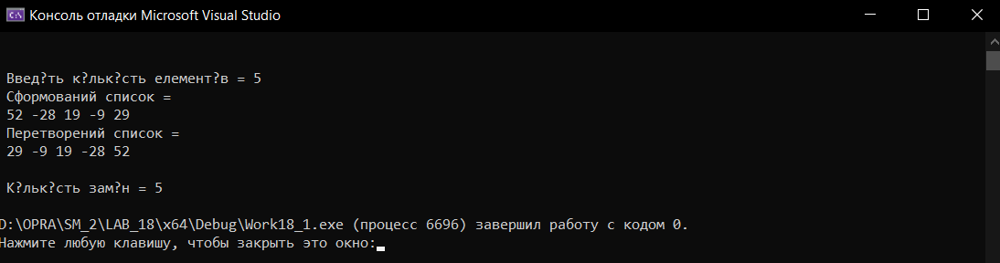 Консоль отладки Microsoft Visual Studio
Введ?ть к?льк?сть елемент?в = 5
Сформований список =
52 -28 19 -9 29
Перетворений список =
29 -9 19 -28 52
К?льк?сть зам?н = 5
D:\OPRA\SM_2\LAB_18\x64\Debug\Work18_1.exe (процесс 6696) завершил работу с кодом 0.
Нажмите любую клавишу, чтобы закрыть это окно: